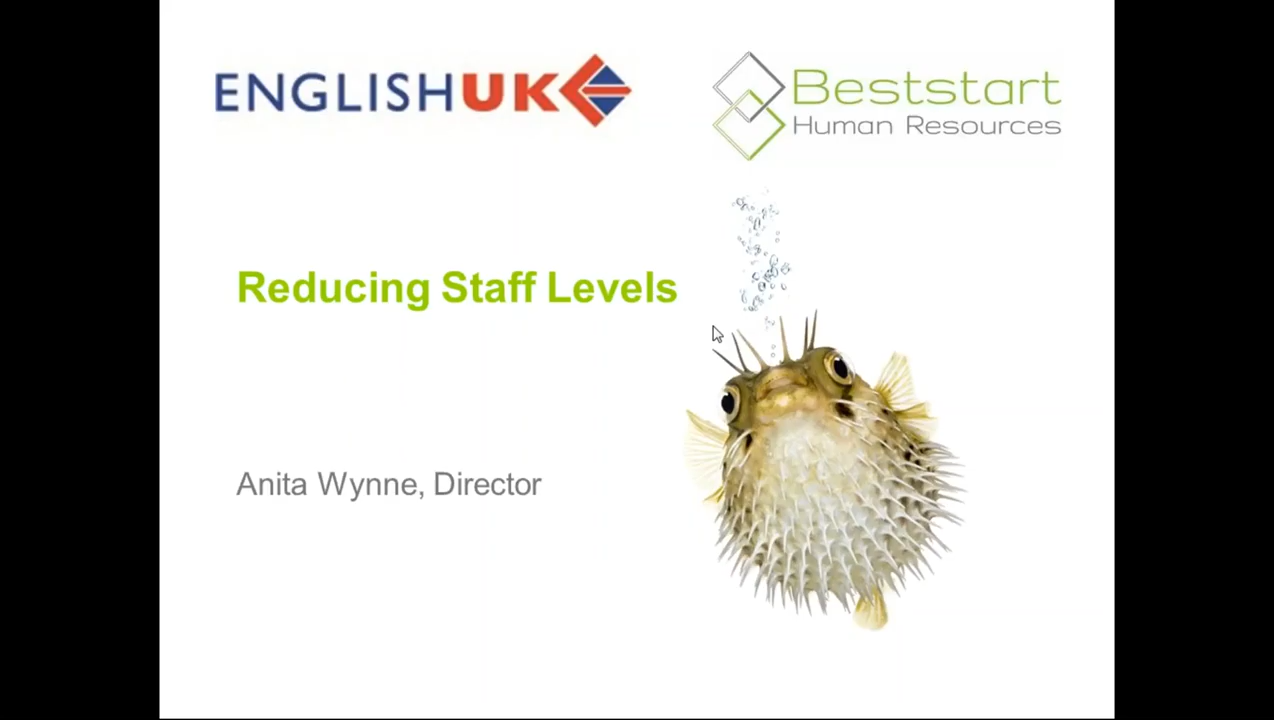 ENGLISHUK
Beststart
Human Resources
Reducing Staff Levels
Anita Wynne, Director